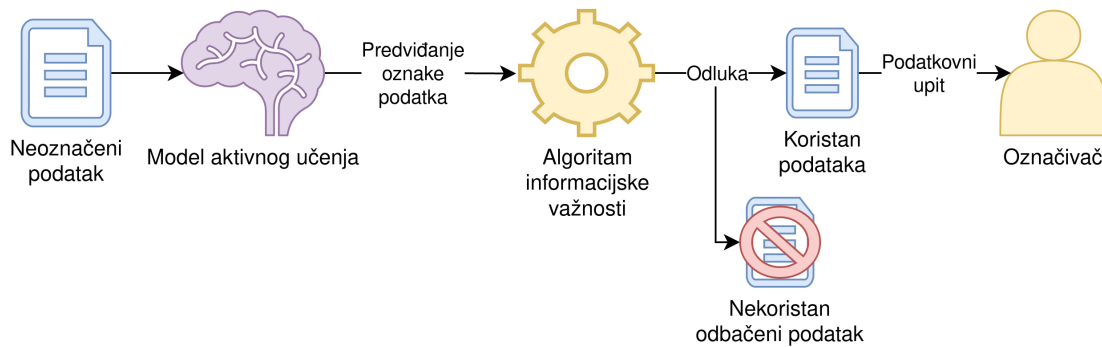 Neoznačeni
podatak
Model aktivnog učenja
Predviđanje
oznake
podatka
Algoritam
informacijske
važnosti
Odluka
Koristan
podataka
Podatkovni
upit
Označivač
Nekoristan
odbačeni podatak